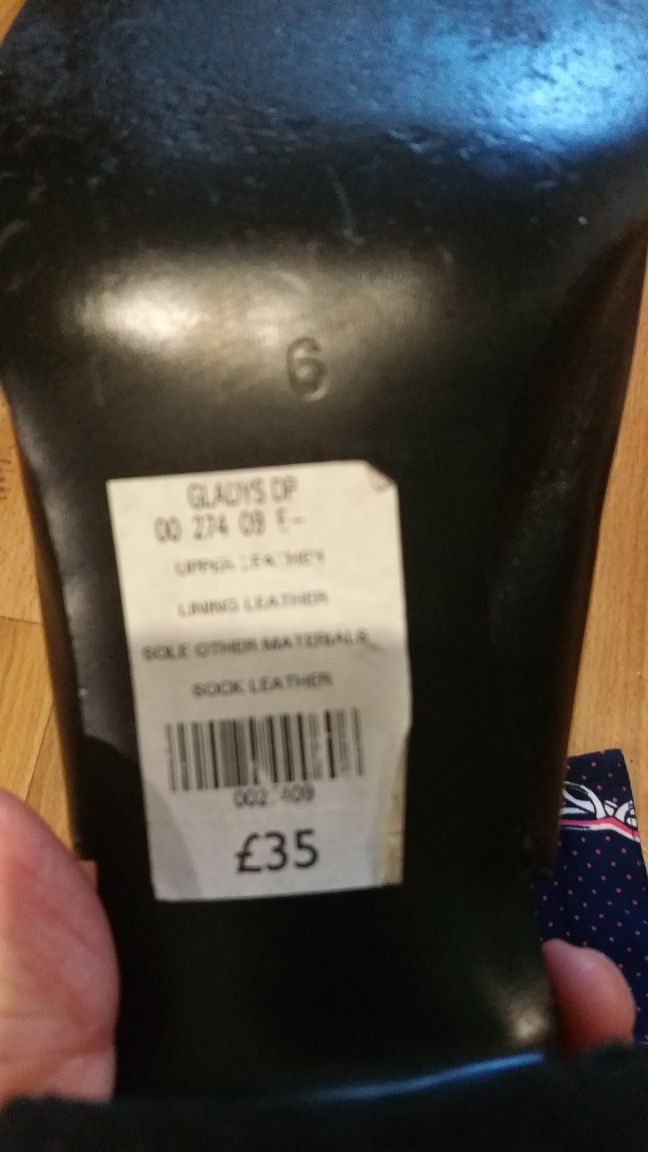 6
GLADYS DP
00 274 09 E-
UPPER LEATHER
LINING LEATHER
SOLE OTHER MATERIALS
SOCK LEATHER
£35